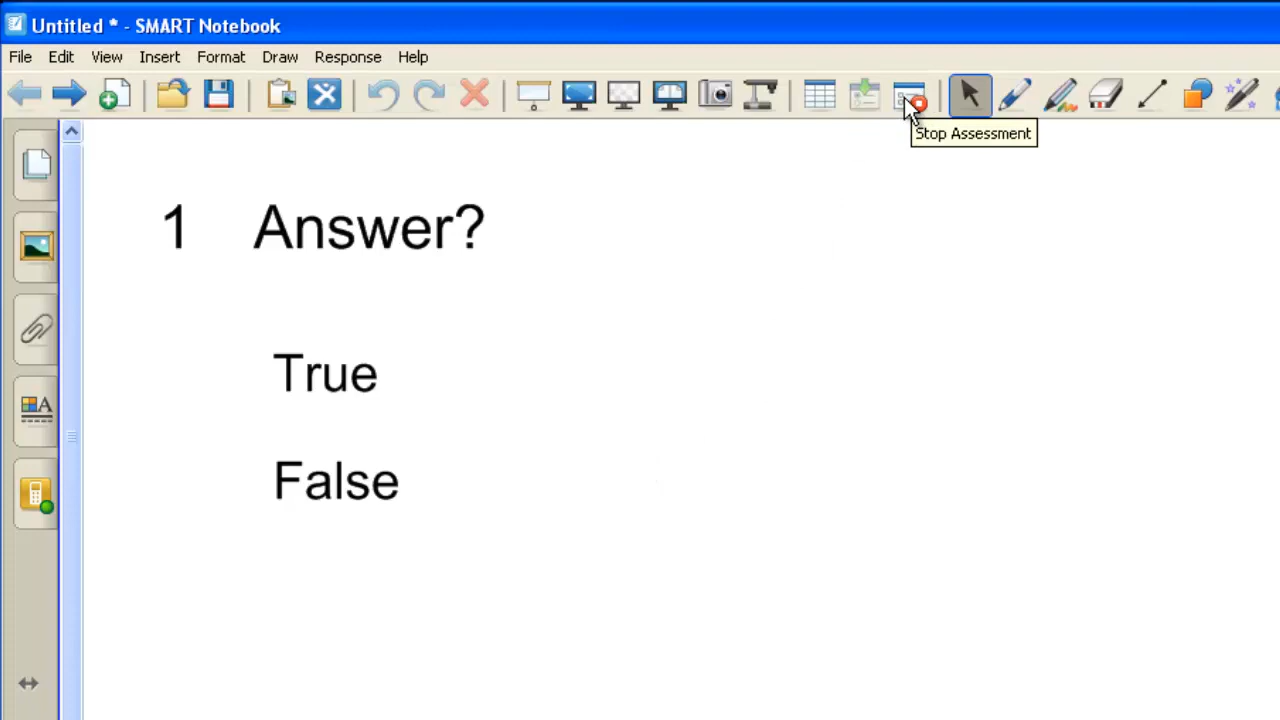 Untitled * - SMART Notebook
File Edit View Insert Format Draw Response Help
Stop Assessment
1 Answer?
True
False